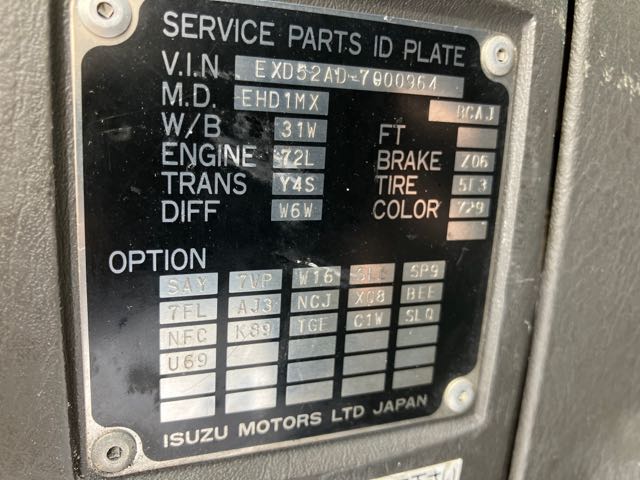 SERVICE PARTS ID PLATE
V.I.N. EXD52AD-7000964
M.D. EHD1MX 8CAJ
W/B 31W FT
ENGINE 72L BRAKE Z06
TRANS Y4S TIRE 5F3
DIFF W6W COLOR 729
OPTION
SAY 7VP W16 SP9
7FL AJ3 NCJ XC8 BEE
NFC K89 TGE C1W SLQ
U69
ISUZU MOTORS LTD JAPAN